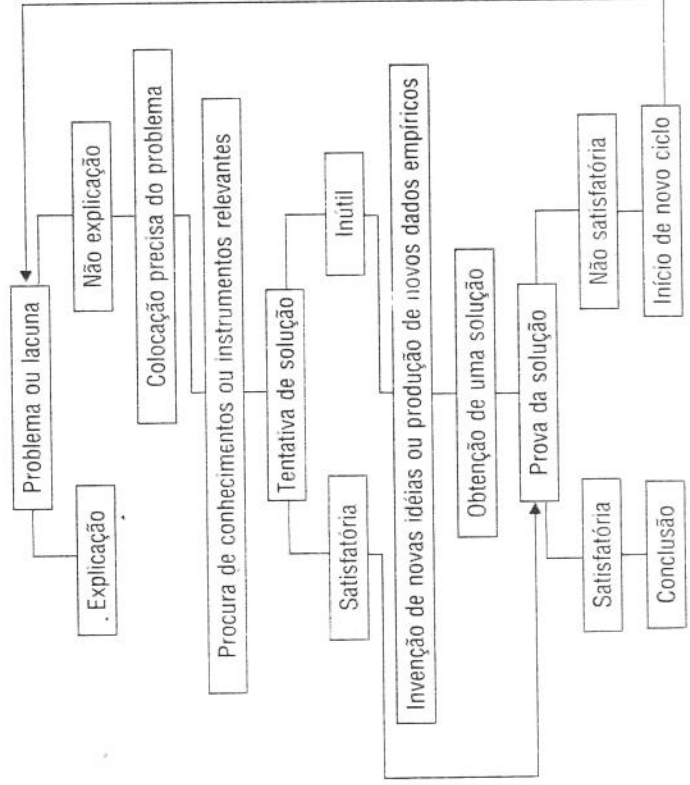 Problema ou lacuna
Explicação
Não explicação
Colocação precisa do problema
Procura de conhecimentos ou instrumentos relevantes
Tentativa de solução
Satisfatória
Inútil
Invenção de novas idéias ou produção de novos dados empíricos
Obtenção de uma solução
Prova da solução
Satisfatória
Não satisfatória
Conclusão
Início de novo ciclo